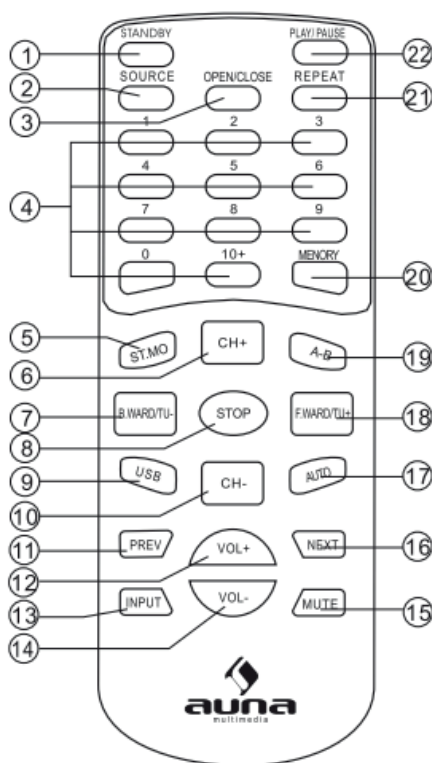 STANDBY PLAY/PAUSE
1 22
SOURCE OPEN/CLOSE REPEAT
2 21
3
1 2 3
4 5 6
4
7 8 9
0 10+ MENORY
20
5 ST.MO CH+ A-B 19
6
7 B.WARD/TU- STOP F.WARD/TU+ 18
8
9 USB CH- AUTO 17
10
11 PREV VOL+ NEXT 16
12
13 INPUT VOL- MUTE 15
14
auna
multimedia